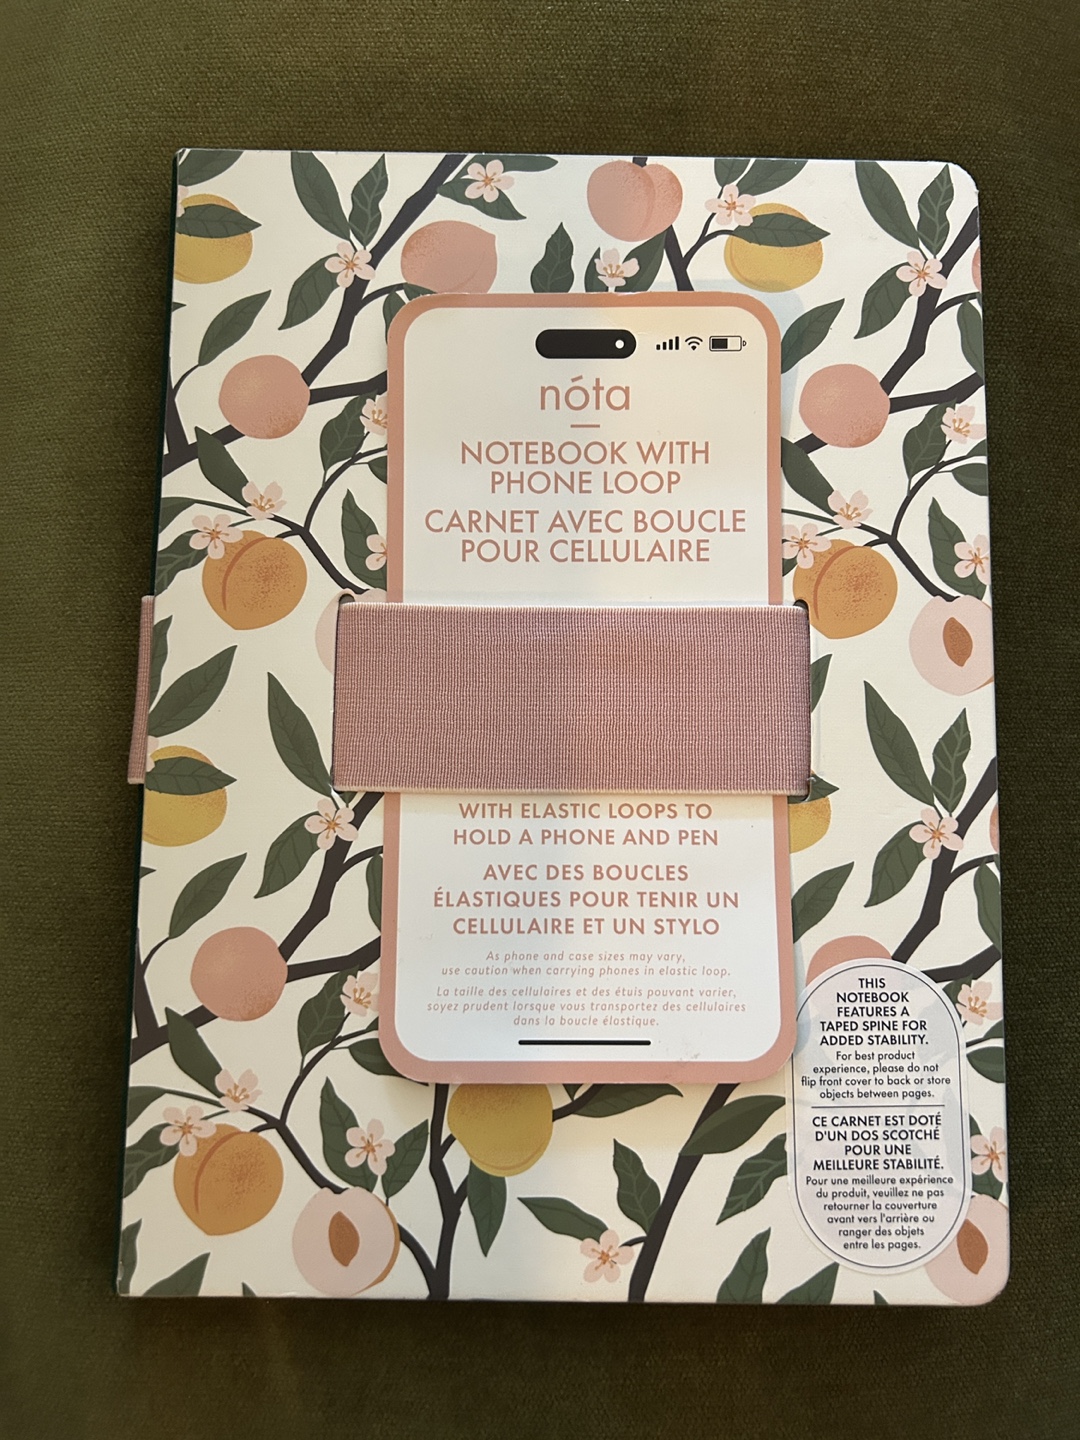 nóta
NOTEBOOK WITH
PHONE LOOP
CARNET AVEC BOUCLE
POUR CELLULAIRE
WITH ELASTIC LOOPS TO
HOLD A PHONE AND PEN
AVEC DES BOUCLES
ÉLASTIQUES POUR TENIR UN
CELLULAIRE ET UN STYLO
As phone and case sizes may vary,
use caution when carrying phones in elastic loop.
La taille des cellulaires et des étuis pouvant varier,
soyez prudent lorsque vous transportez des cellulaires
dans la boucle élastique.
THIS
NOTEBOOK
FEATURES A
TAPED SPINE FOR
ADDED STABILITY.
For best product
experience, please do not
flip front cover to back or store
objects between pages.
CE CARNET EST DOTÉ
D'UN DOS SCOTCHÉ
POUR UNE
MEILLEURE STABILITÉ.
Pour une meilleure expérience
du produit, veuillez ne pas
retourner la couverture
avant vers l'arrière ou
ranger des objets
entre les pages.